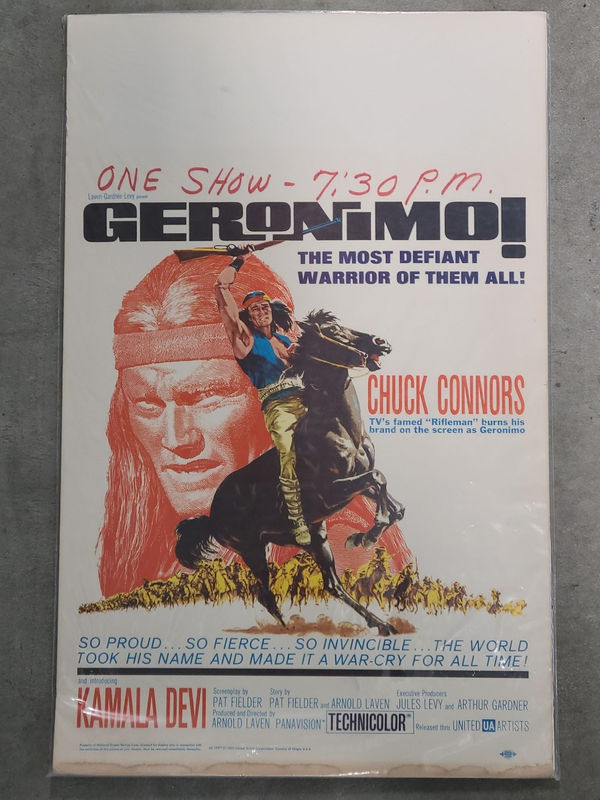 ONE SHOW - 7:30 P.M.
Laven-Gardner-Levy present
GERONIMO!
THE MOST DEFIANT
WARRIOR OF THEM ALL!
CHUCK CONNORS
TV's famed "Rifleman" burns his
brand on the screen as Geronimo
SO PROUD...SO FIERCE...SO INVINCIBLE...THE WORLD
TOOK HIS NAME AND MADE IT A WAR-CRY FOR ALL TIME!
and introducing
KAMALA DEVI
Screenplay by PAT FIELDER
Story by PAT FIELDER and ARNOLD LAVEN
Executive Producers JULES LEVY and ARTHUR GARDNER
Produced and Directed by ARNOLD LAVEN
PANAVISION
TECHNICOLOR
Released thru UNITED UA ARTISTS